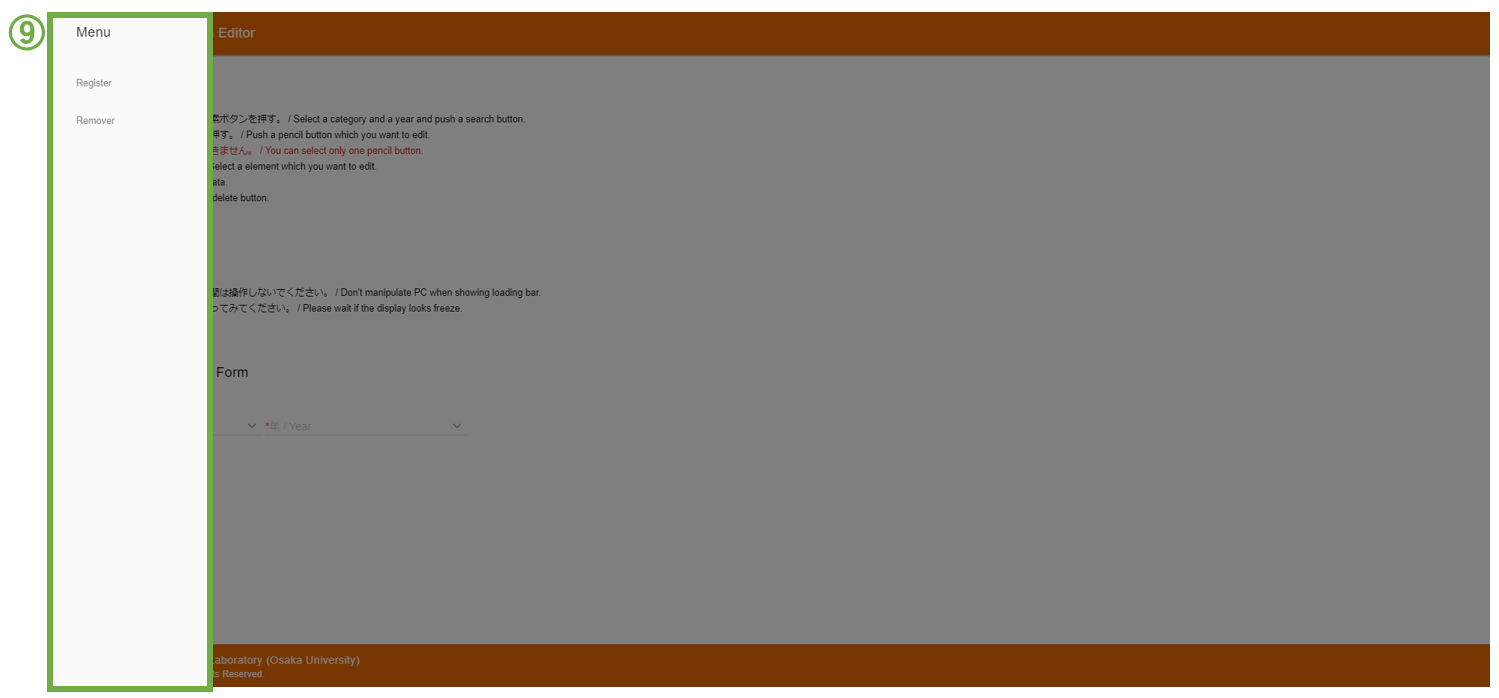 ⑨
Menu
Editor
Register
Remover
索ボタンを押す。 / Select a category and a year and push a search button.
押す。 / Push a pencil button which you want to edit.
きません。 / You can select only one pencil button.
Select a element which you want to edit.
ata.
delete button.
間は操作しないでください。 / Don't manipulate PC when showing loading bar.
ってみてください。 / Please wait if the display looks freeze.
Form
*年 / Year
aboratory (Osaka University)
ts Reserved.